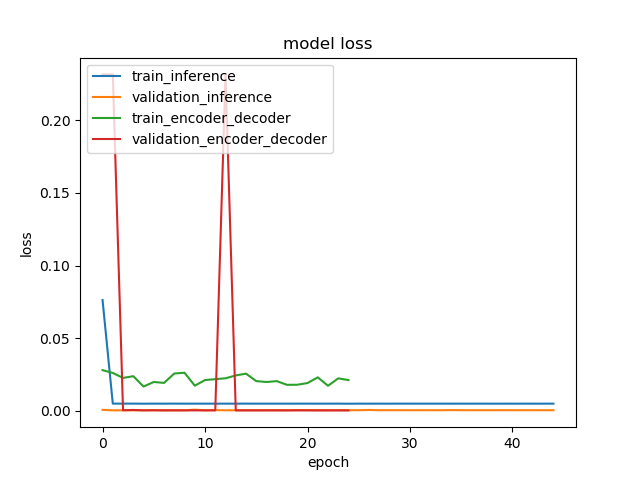 model loss
train_inference
validation_inference
train_encoder_decoder
validation_encoder_decoder
loss
0.20
0.15
0.10
0.05
0.00
0 10 20 30 40
epoch